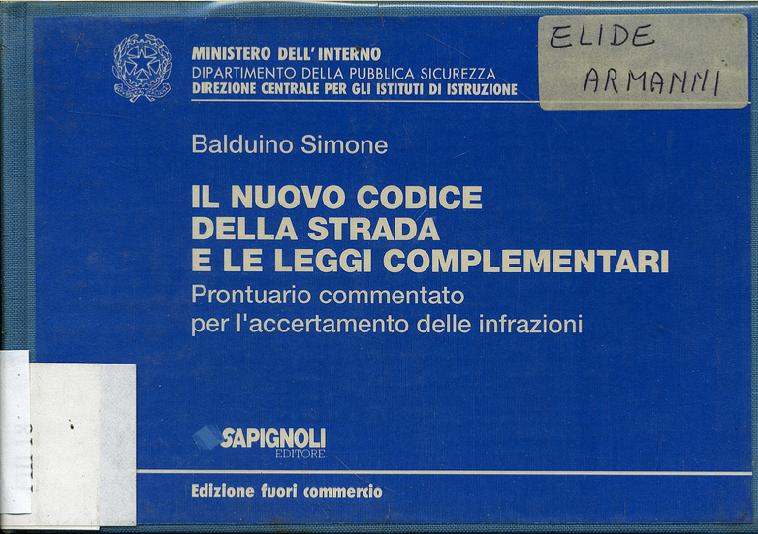 MINISTERO DELL'INTERNO
DIPARTIMENTO DELLA PUBBLICA SICUREZZA
DIREZIONE CENTRALE PER GLI ISTITUTI DI ISTRUZIONE
ELIDE
ARMANNI
Balduino Simone
IL NUOVO CODICE
DELLA STRADA
E LE LEGGI COMPLEMENTARI
Prontuario commentato
per l'accertamento delle infrazioni
SAPIGNOLI
EDITORE
Edizione fuori commercio